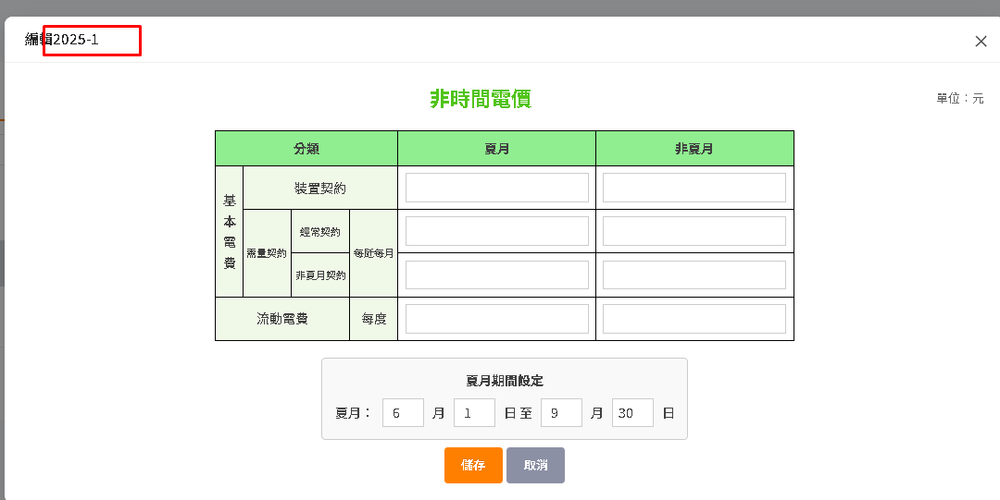 編輯2025-1
非時間電價
單位：元
分類 夏月 非夏月
基本電費
裝置契約
需量契約
經常契約
每瓩每月
非夏月契約
流動電費 每度
夏月期間設定
夏月： 6 月 1 日 至 9 月 30 日
儲存 取消